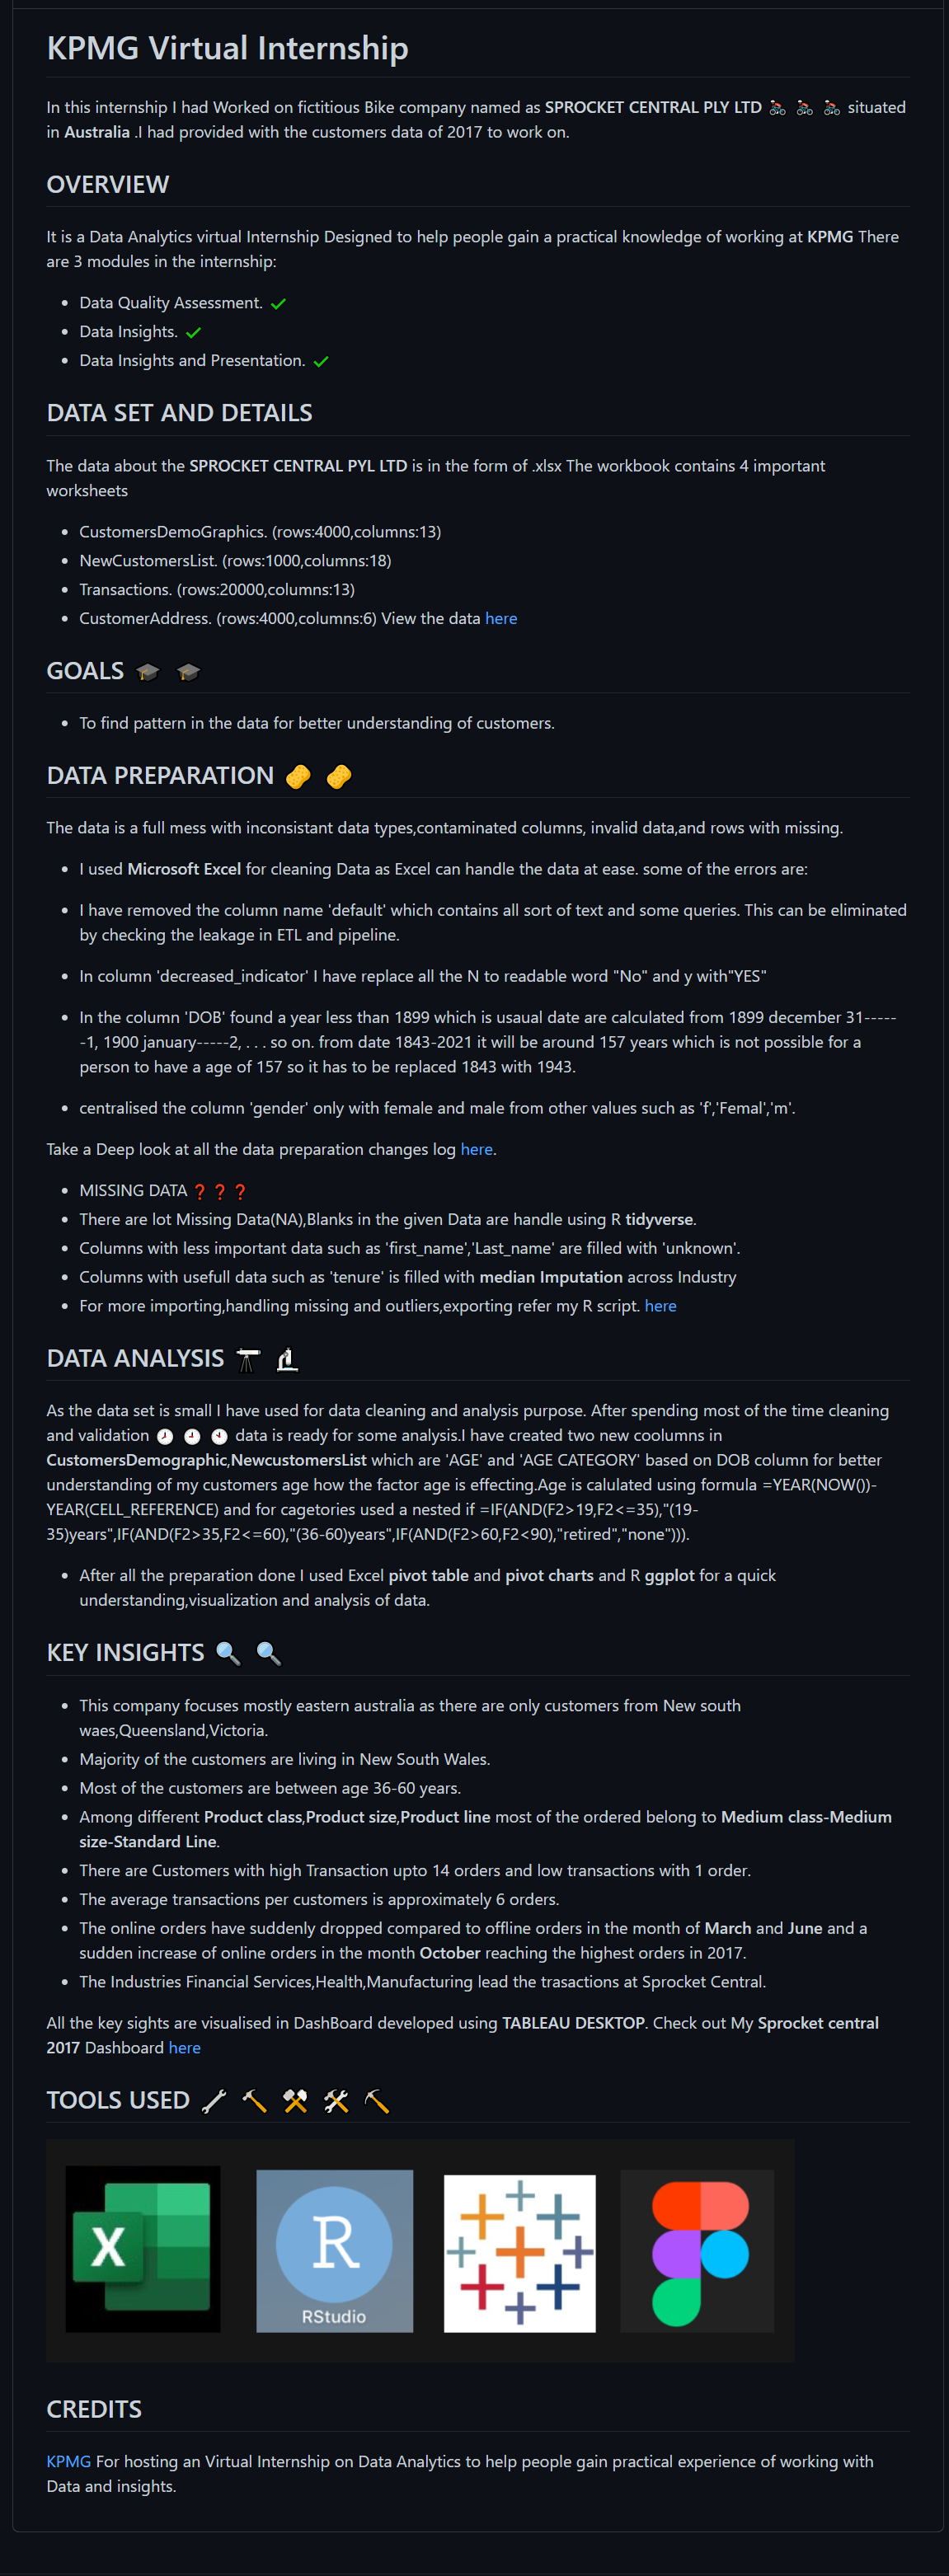 KPMG Virtual Internship
In this internship I had Worked on fictitious Bike company named as SPROCKET CENTRAL PLY LTD 🚴 🚴 🚴 situated
in Australia .I had provided with the customers data of 2017 to work on.
OVERVIEW
It is a Data Analytics virtual Internship Designed to help people gain a practical knowledge of working at KPMG There
are 3 modules in the internship:
• Data Quality Assessment. ✓
• Data Insights. ✓
• Data Insights and Presentation. ✓
DATA SET AND DETAILS
The data about the SPROCKET CENTRAL PYL LTD is in the form of .xlsx The workbook contains 4 important
worksheets
• CustomersDemoGraphics. (rows:4000,columns:13)
• NewCustomersList. (rows:1000,columns:18)
• Transactions. (rows:20000,columns:13)
• CustomerAddress. (rows:4000,columns:6) View the data here
GOALS 🎓 🎓
• To find pattern in the data for better understanding of customers.
DATA PREPARATION 🧽 🧽
The data is a full mess with inconsistant data types,contaminated columns, invalid data,and rows with missing.
• I used Microsoft Excel for cleaning Data as Excel can handle the data at ease. some of the errors are:
• I have removed the column name 'default' which contains all sort of text and some queries. This can be eliminated
by checking the leakage in ETL and pipeline.
• In column 'decreased_indicator' I have replace all the N to readable word "No" and y with"YES"
• In the column 'DOB' found a year less than 1899 which is usaual date are calculated from 1899 december 31-----
-1, 1900 january-----2, . . . so on. from date 1843-2021 it will be around 157 years which is not possible for a
person to have a age of 157 so it has to be replaced 1843 with 1943.
• centralised the column 'gender' only with female and male from other values such as 'f','Femal','m'.
Take a Deep look at all the data preparation changes log here.
• MISSING DATA ❓❓❓
• There are lot Missing Data(NA),Blanks in the given Data are handle using R tidyverse.
• Columns with less important data such as 'first_name','Last_name' are filled with 'unknown'.
• Columns with usefull data such as 'tenure' is filled with median Imputation across Industry
• For more importing,handling missing and outliers,exporting refer my R script. here
DATA ANALYSIS 🔭 🔬
As the data set is small I have used for data cleaning and analysis purpose. After spending most of the time cleaning
and validation 🕗 🕘 🕙 data is ready for some analysis.I have created two new coolumns in
CustomersDemographic,NewcustomersList which are 'AGE' and 'AGE CATEGORY' based on DOB column for better
understanding of my customers age how the factor age is effecting.Age is calulated using formula =YEAR(NOW())-
YEAR(CELL_REFERENCE) and for cagetories used a nested if =IF(AND(F2>19,F2<=35),"(19-
35)years",IF(AND(F2>35,F2<=60),"(36-60)years",IF(AND(F2>60,F2<90),"retired","none"))).
• After all the preparation done I used Excel pivot table and pivot charts and R ggplot for a quick
understanding,visualization and analysis of data.
KEY INSIGHTS 🔍 🔍
• This company focuses mostly eastern australia as there are only customers from New south
waes,Queensland,Victoria.
• Majority of the customers are living in New South Wales.
• Most of the customers are between age 36-60 years.
• Among different Product class,Product size,Product line most of the ordered belong to Medium class-Medium
size-Standard Line.
• There are Customers with high Transaction upto 14 orders and low transactions with 1 order.
• The average transactions per customers is approximately 6 orders.
• The online orders have suddenly dropped compared to offline orders in the month of March and June and a
sudden increase of online orders in the month October reaching the highest orders in 2017.
• The Industries Financial Services,Health,Manufacturing lead the trasactions at Sprocket Central.
All the key sights are visualised in DashBoard developed using TABLEAU DESKTOP. Check out My Sprocket central
2017 Dashboard here
TOOLS USED 🔧 🔨 ⚒ 🛠 ⛏
X
R
RStudio
CREDITS
KPMG For hosting an Virtual Internship on Data Analytics to help people gain practical experience of working with
Data and insights.